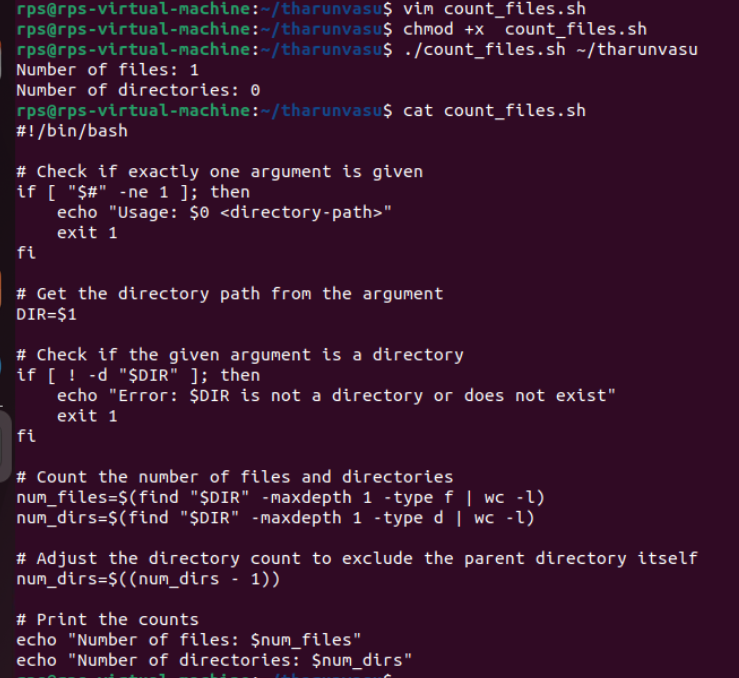 rps@rps-virtual-machine:~/tharunvasu$ vim count_files.sh
rps@rps-virtual-machine:~/tharunvasu$ chmod +x  count_files.sh
rps@rps-virtual-machine:~/tharunvasu$ ./count_files.sh ~/tharunvasu
Number of files: 1
Number of directories: 0
rps@rps-virtual-machine:~/tharunvasu$ cat count_files.sh
#!/bin/bash

# Check if exactly one argument is given
if [ "$#" -ne 1 ]; then
    echo "Usage: $0 <directory-path>"
    exit 1
fi

# Get the directory path from the argument
DIR=$1

# Check if the given argument is a directory
if [ ! -d "$DIR" ]; then
    echo "Error: $DIR is not a directory or does not exist"
    exit 1
fi

# Count the number of files and directories
num_files=$(find "$DIR" -maxdepth 1 -type f | wc -l)
num_dirs=$(find "$DIR" -maxdepth 1 -type d | wc -l)

# Adjust the directory count to exclude the parent directory itself
num_dirs=$((num_dirs - 1))

# Print the counts
echo "Number of files: $num_files"
echo "Number of directories: $num_dirs"